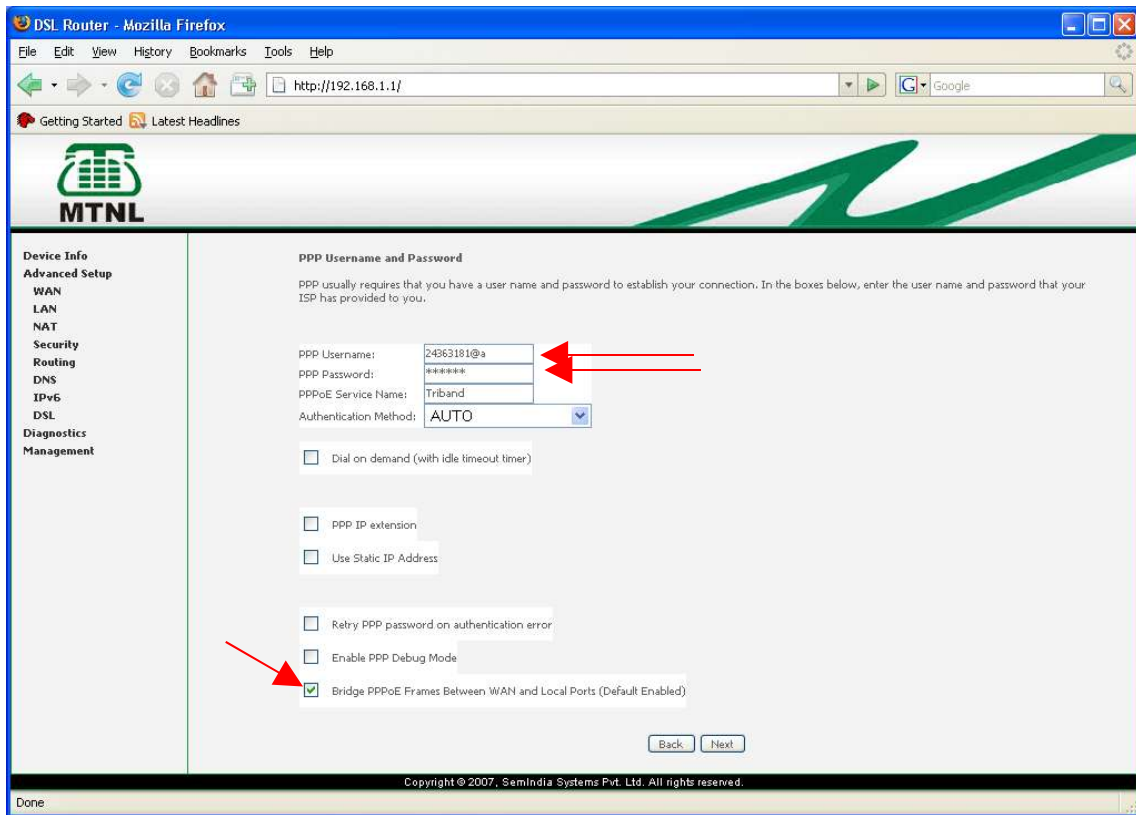 DSL Router - Mozilla Firefox
File Edit View History Bookmarks Tools Help
http://192.168.1.1/
G Google
Getting Started Latest Headlines
MTNL
Device Info
Advanced Setup
WAN
LAN
NAT
Security
Routing
DNS
IPv6
DSL
Diagnostics
Management
PPP Username and Password
PPP usually requires that you have a user name and password to establish your connection. In the boxes below, enter the user name and password that your
ISP has provided to you.
PPP Username: 24363181@a
PPP Password: ******
PPPoE Service Name: Triband
Authentication Method: AUTO
Dial on demand (with idle timeout timer)
PPP IP extension
Use Static IP Address
Retry PPP password on authentication error
Enable PPP Debug Mode
Bridge PPPoE Frames Between WAN and Local Ports (Default Enabled)
Back Next
Copyright © 2007, SemIndia Systems Pvt. Ltd. All rights reserved.
Done